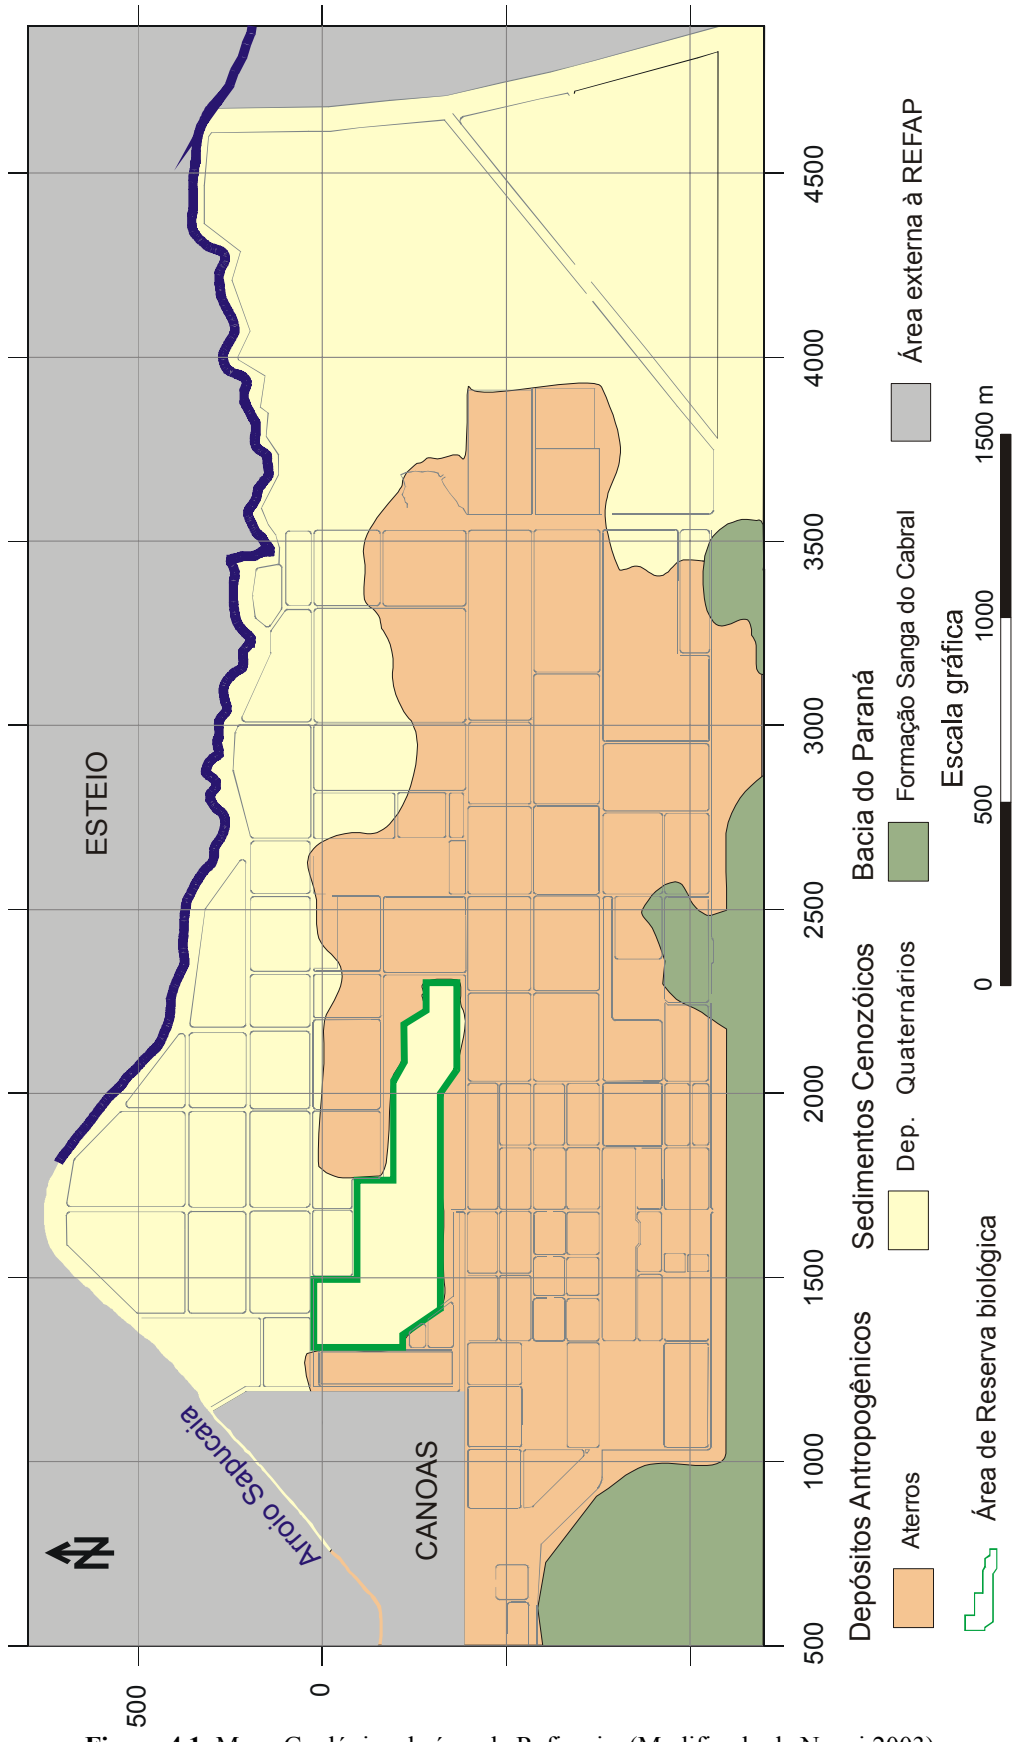 ESTEIO
N
Arroio Sapucaia
CANOAS
500
0
500
1000
1500
2000
2500
3000
3500
4000
4500
Depósitos Antropogênicos
Aterros
Área de Reserva biológica
Sedimentos Cenozóicos
Dep. Quaternários
Bacia do Paraná
Formação Sanga do Cabral
Área externa à REFAP
Escala gráfica
0
500
1000
1500 m